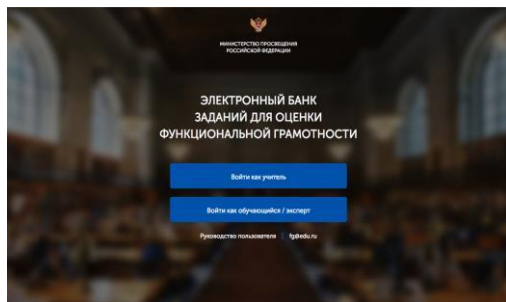 МИНИСТЕРСТВО ПРОСВЕЩЕНИЯ
РОССИЙСКОЙ ФЕДЕРАЦИИ
ЭЛЕКТРОННЫЙ БАНК
ЗАДАНИЙ ДЛЯ ОЦЕНКИ
ФУНКЦИОНАЛЬНОЙ ГРАМОТНОСТИ
Войти как учитель
Войти как обучающийся / эксперт
Руководство пользователя | fg@edu.ru